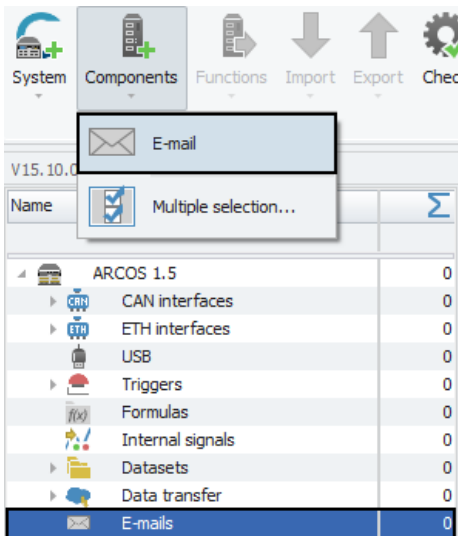 System Components Functions Import Export Chec
E-mail
V15.10.0
Multiple selection...
Name Σ
ARCOS 1.5 0
CAN CAN interfaces 0
ETH ETH interfaces 0
USB 0
Triggers 0
f(x) Formulas 0
Internal signals 0
Datasets 0
Data transfer 0
E-mails 0